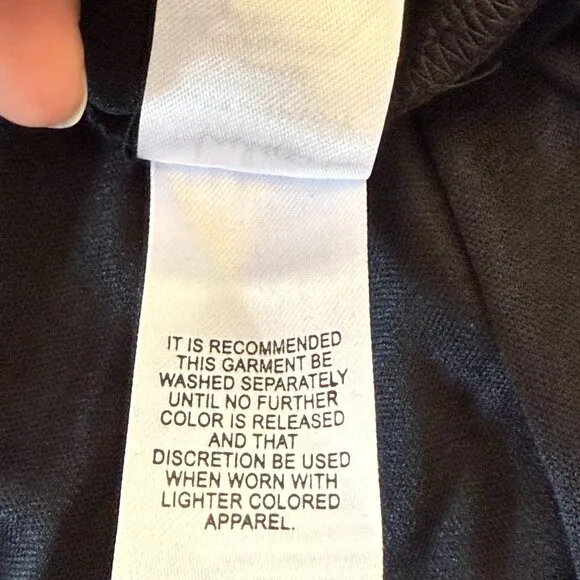 IT IS RECOMMENDED
THIS GARMENT BE
WASHED SEPARATELY
UNTIL NO FURTHER
COLOR IS RELEASED
AND THAT
DISCRETION BE USED
WHEN WORN WITH
LIGHTER COLORED
APPAREL.